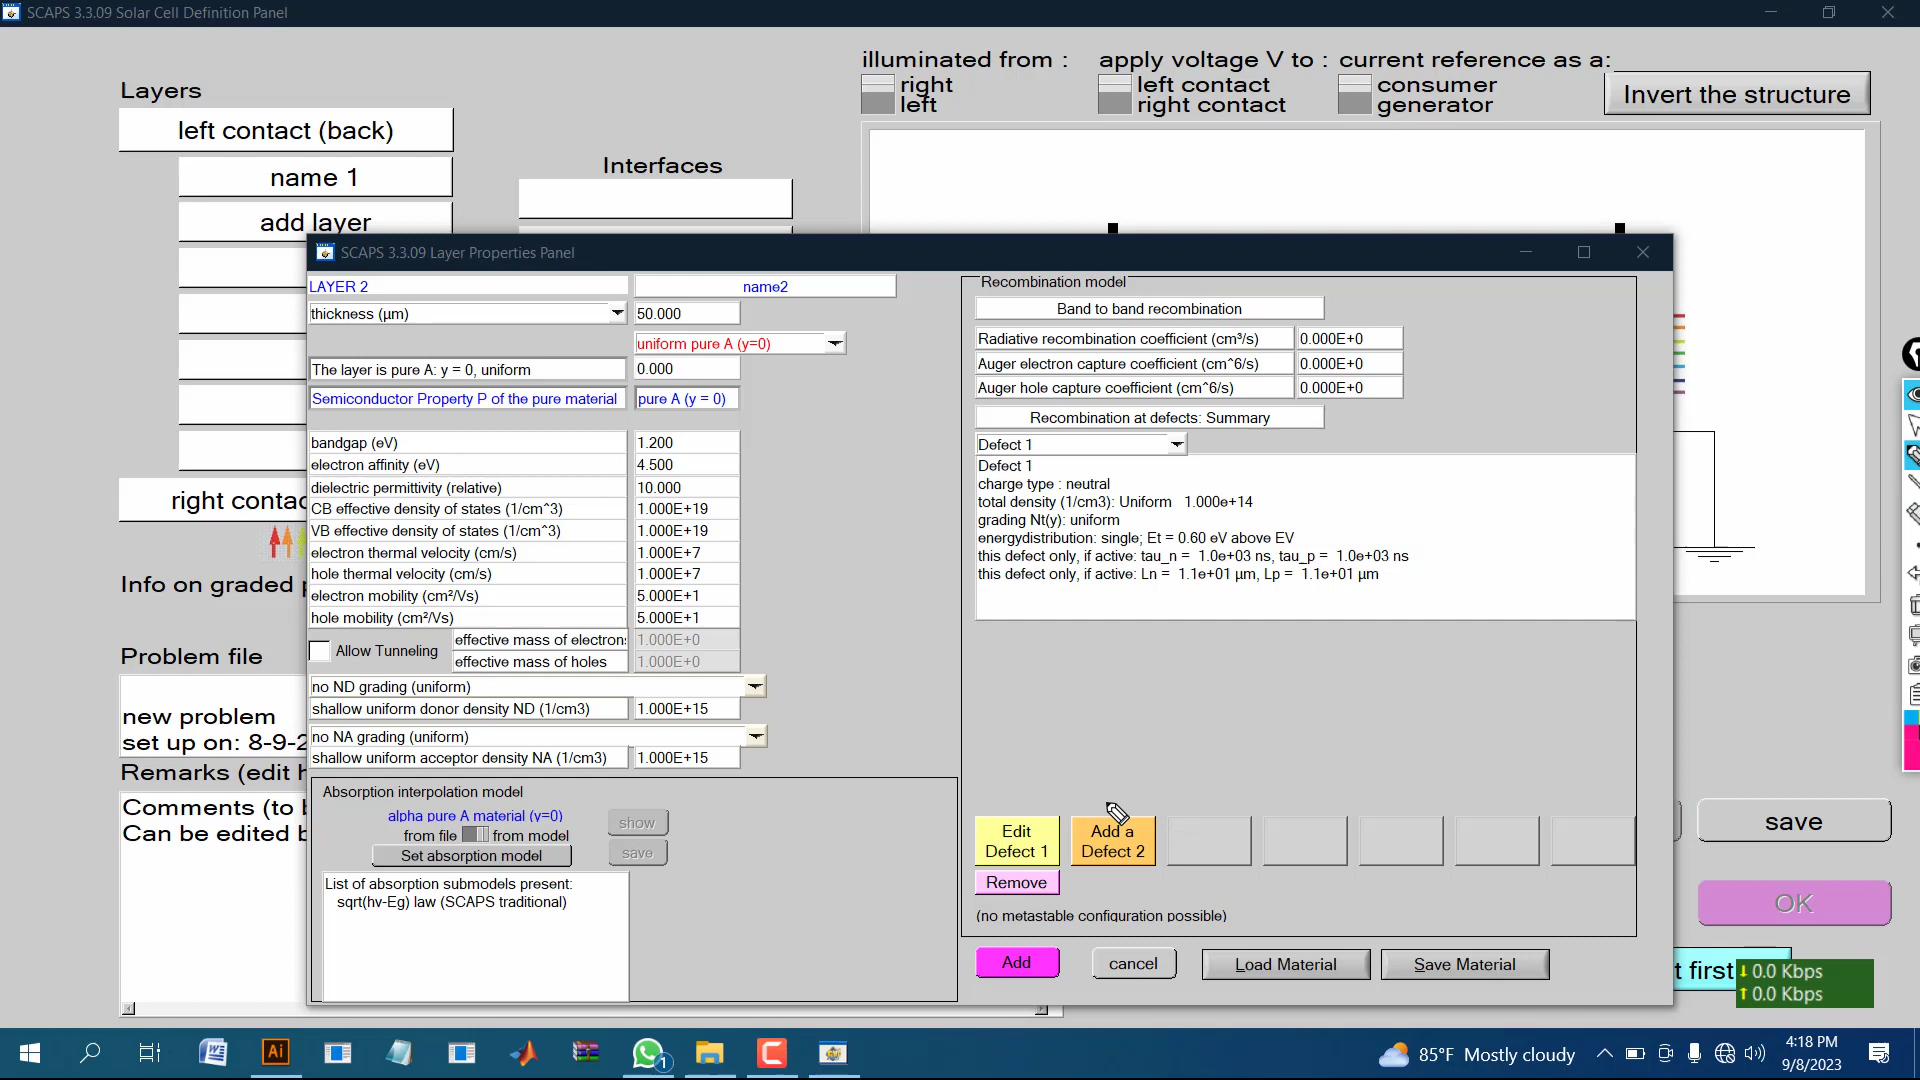 SCAPS 3.3.09 Solar Cell Definition Panel
illuminated from :
right
left
apply voltage V to :
left contact
right contact
current reference as a:
consumer
generator
Invert the structure
Layers
left contact (back)
name 1
add layer
Interfaces
right contac
Info on graded
Problem file
new problem
set up on: 8-9-2
Remarks (edit h
Comments (to b
Can be edited b
SCAPS 3.3.09 Layer Properties Panel
LAYER 2
name2
thickness (µm)
50.000
uniform pure A (y=0)
The layer is pure A: y = 0, uniform
0.000
Semiconductor Property P of the pure material
pure A (y = 0)
bandgap (eV)
1.200
electron affinity (eV)
4.500
dielectric permittivity (relative)
10.000
CB effective density of states (1/cm^3)
1.000E+19
VB effective density of states (1/cm^3)
1.000E+19
electron thermal velocity (cm/s)
1.000E+7
hole thermal velocity (cm/s)
1.000E+7
electron mobility (cm²/Vs)
5.000E+1
hole mobility (cm²/Vs)
5.000E+1
Allow Tunneling
effective mass of electron
1.000E+0
effective mass of holes
1.000E+0
no ND grading (uniform)
shallow uniform donor density ND (1/cm3)
1.000E+15
no NA grading (uniform)
shallow uniform acceptor density NA (1/cm3)
1.000E+15
Absorption interpolation model
alpha pure A material (y=0)
from file
from model
show
Set absorption model
save
List of absorption submodels present:
sqrt(hv-Eg) law (SCAPS traditional)
Recombination model
Band to band recombination
Radiative recombination coefficient (cm³/s)
0.000E+0
Auger electron capture coefficient (cm^6/s)
0.000E+0
Auger hole capture coefficient (cm^6/s)
0.000E+0
Recombination at defects: Summary
Defect 1
Defect 1
charge type : neutral
total density (1/cm3): Uniform 1.000e+14
grading Nt(y): uniform
energydistribution: single; Et = 0.60 eV above EV
this defect only, if active: tau_n = 1.0e+03 ns, tau_p = 1.0e+03 ns
this defect only, if active: Ln = 1.1e+01 µm, Lp = 1.1e+01 µm
Edit
Defect 1
Add a
Defect 2
Remove
(no metastable configuration possible)
Add
cancel
Load Material
Save Material
save
OK
t first
0.0 Kbps
0.0 Kbps
85°F Mostly cloudy
4:18 PM
9/8/2023